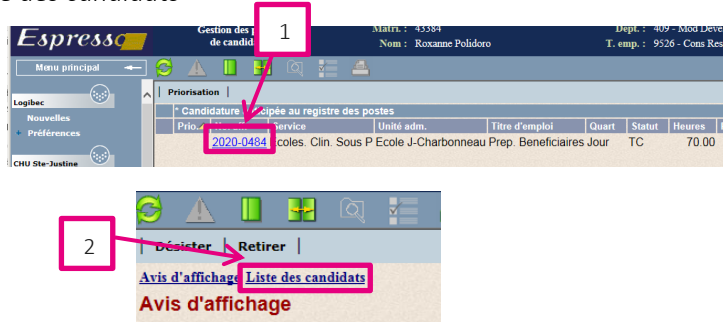 des candidats
1
Espresso
Gestion des
de candid
Matri. : 43384
Nom : Roxanne Polidoro
Dept. : 409 - Mod Deve
T. emp. : 9526 - Cons Res
Menu principal
Priorisation |
Logibec
Nouvelles
+ Préférences
CHU Ste-Justine
* Candidature ipée au registre des postes
Prio. Service Unité adm. Titre d'emploi Quart Statut Heures
2020-0484 Ecoles. Clin. Sous P Ecole J-Charbonneau Prep. Beneficiaires Jour TC 70.00
2
| Désister | Retirer |
Avis d'affichage Liste des candidats
Avis d'affichage